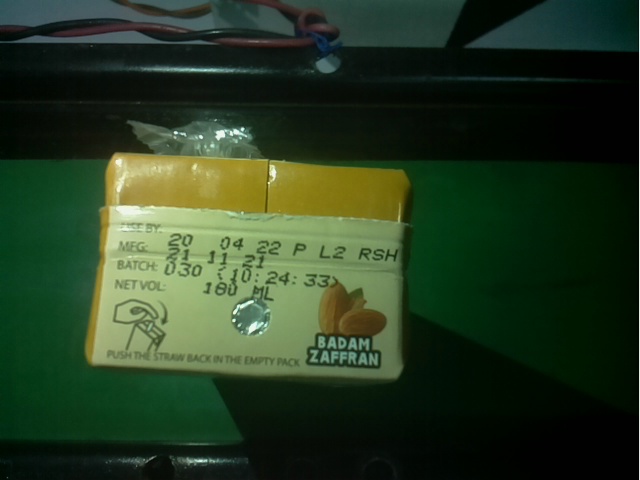 USE BY: 20 04 22 P L2 RSH
MFG: 21 11 21
BATCH: 030 (10:24:33)
NET VOL: 180 ML
PUSH THE STRAW BACK IN THE EMPTY PACK
BADAM
ZAFFRAN